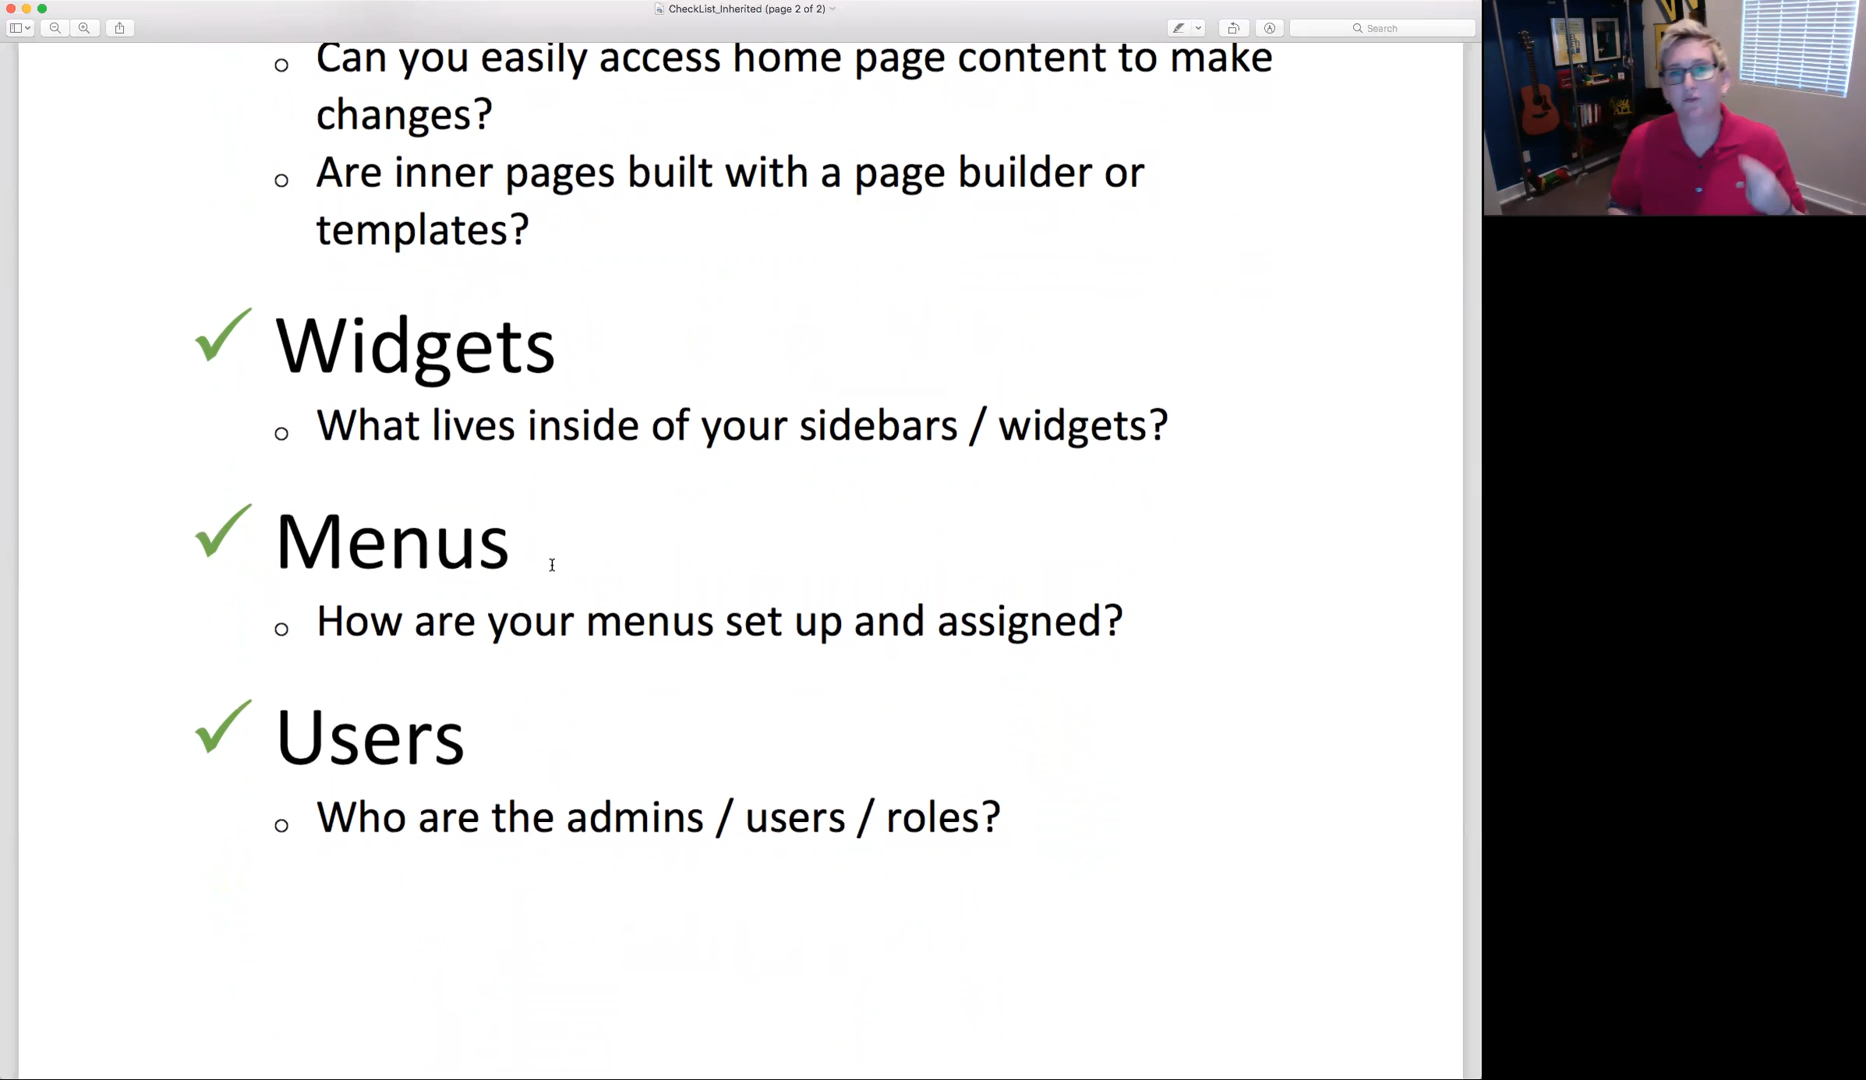 CheckList_Inherited (page 2 of 2)
Search
Can you easily access home page content to make
changes?
Are inner pages built with a page builder or
templates?
Widgets
What lives inside of your sidebars / widgets?
Menus
How are your menus set up and assigned?
Users
Who are the admins / users / roles?